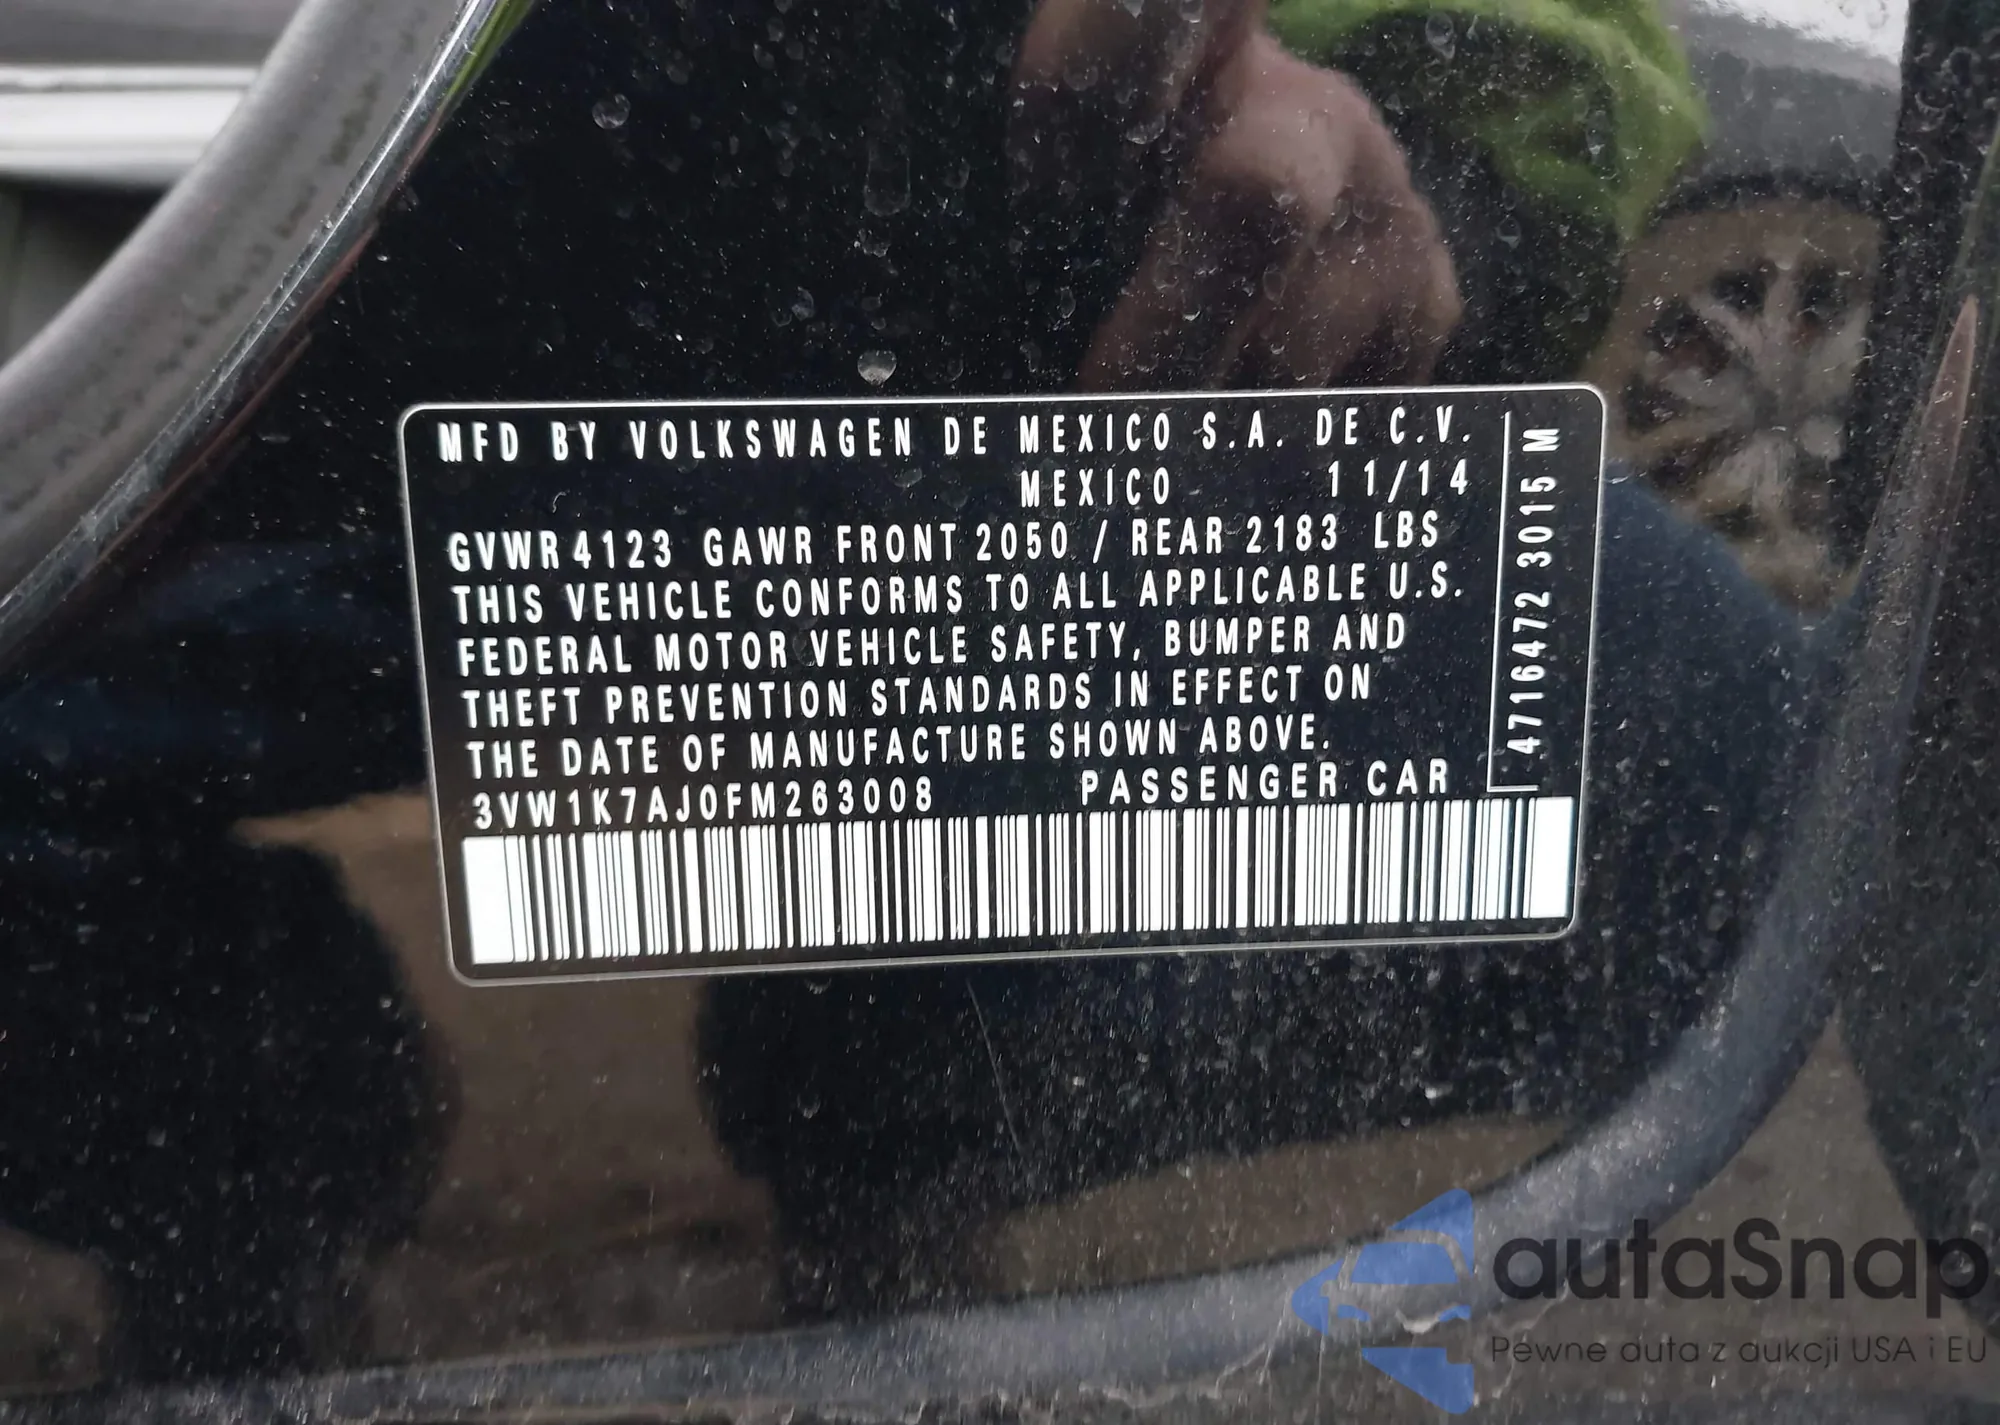 MFD BY VOLKSWAGEN DE MEXICO S.A. DE C.V.
MEXICO 11/14
GVWR 4123 GAWR FRONT 2050 / REAR 2183 LBS
THIS VEHICLE CONFORMS TO ALL APPLICABLE U.S.
FEDERAL MOTOR VEHICLE SAFETY, BUMPER AND
THEFT PREVENTION STANDARDS IN EFFECT ON
THE DATE OF MANUFACTURE SHOWN ABOVE.
3VW1K7AJ0FM263008 PASSENGER CAR
4716472 3015 M
autaSnap
Pewne auta z aukcji USA i EU